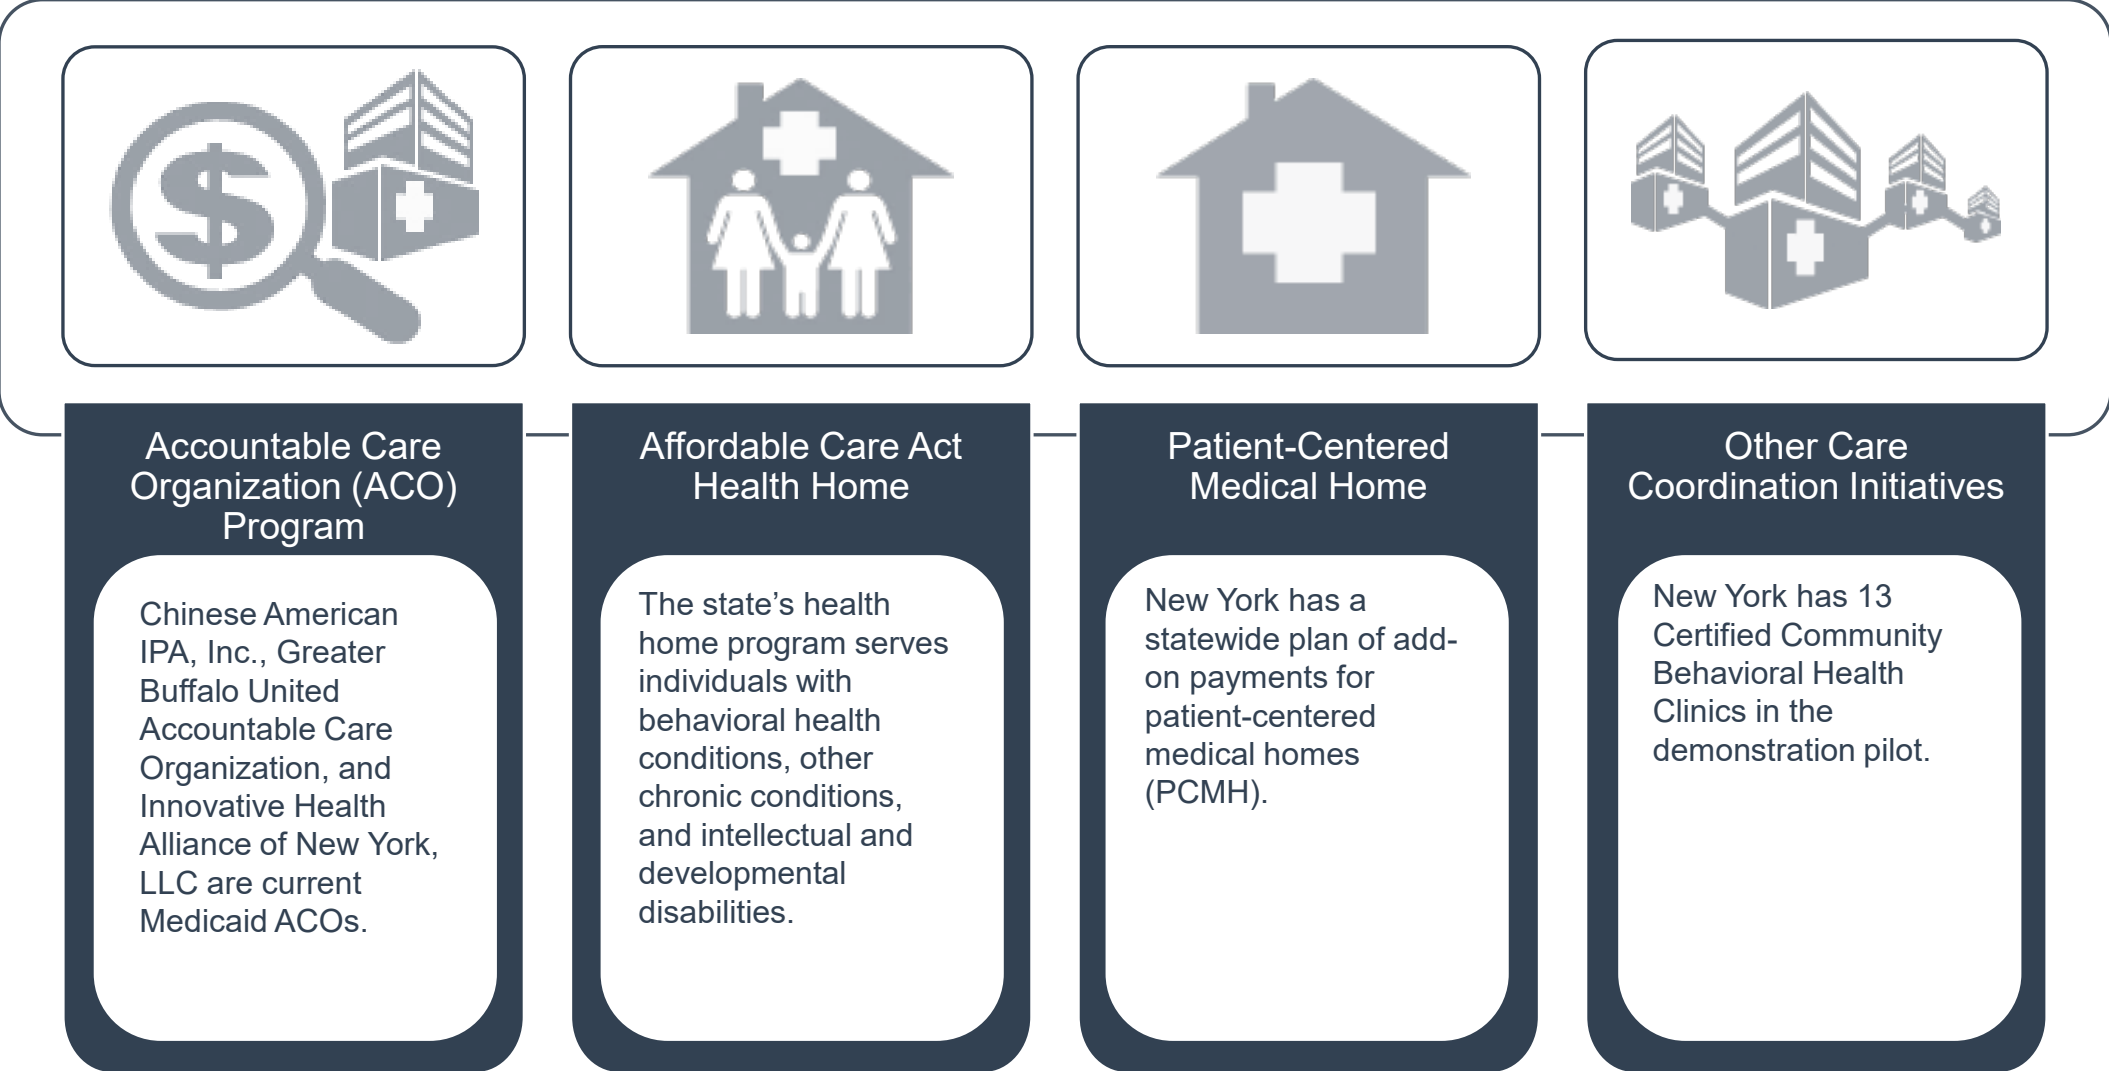 Accountable Care
Organization (ACO)
Program
Chinese American
IPA, Inc., Greater
Buffalo United
Accountable Care
Organization, and
Innovative Health
Alliance of New York,
LLC are current
Medicaid ACOs.
Affordable Care Act
Health Home
The state’s health
home program serves
individuals with
behavioral health
conditions, other
chronic conditions,
and intellectual and
developmental
disabilities.
Patient-Centered
Medical Home
New York has a
statewide plan of add-
on payments for
patient-centered
medical homes
(PCMH).
Other Care
Coordination Initiatives
New York has 13
Certified Community
Behavioral Health
Clinics in the
demonstration pilot.